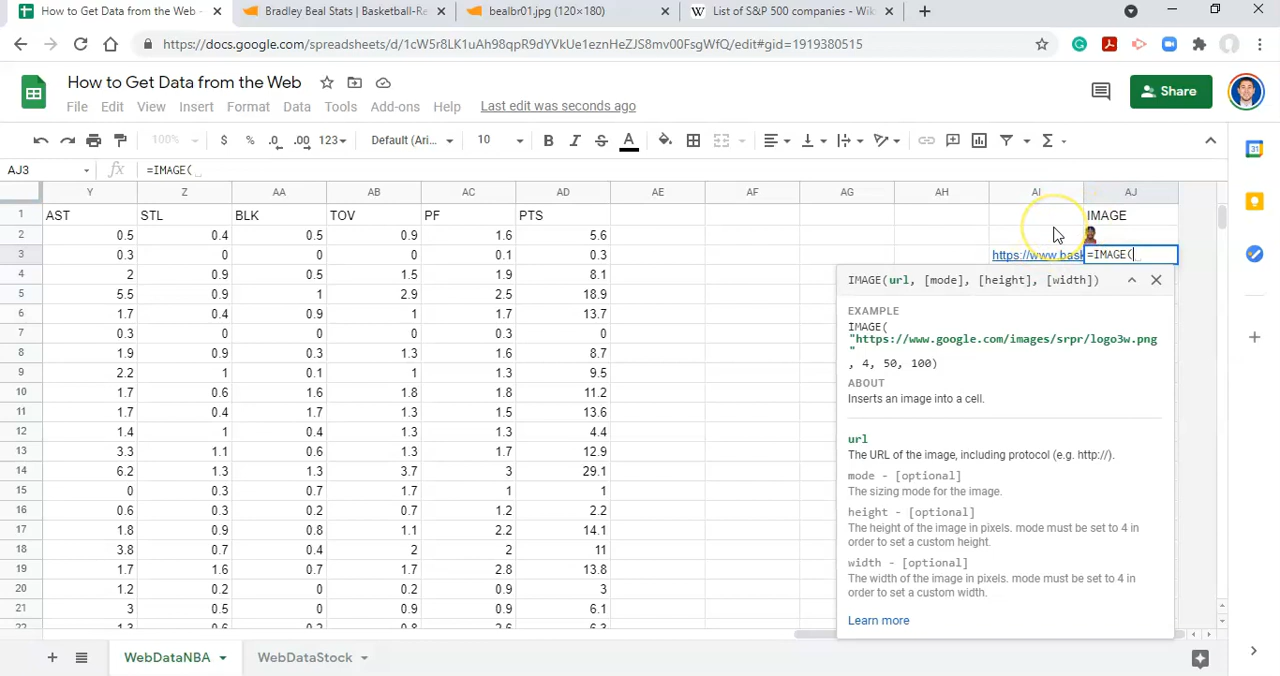 How to Get Data from the Web -
Bradley Beal Stats | Basketball-Re
bealbr01.jpg (120×180)
List of S&P 500 companies - Wik
https://docs.google.com/spreadsheets/d/1cW5r8LK1uAh98qpR9dYVkUe1eznHeZJS8mv00FsgWfQ/edit#gid=1919380515
How to Get Data from the Web
File Edit View Insert Format Data Tools Add-ons Help Last edit was seconds ago
Share
100% $ % .0 .00 123 Default (Ari... 10 B I S A
31
AJ3 fx =IMAGE(
Y Z AA AB AC AD AE AF AG AH AI AJ
1 AST STL BLK TOV PF PTS IMAGE
2 0.5 0.4 0.5 0.9 1.6 5.6
3 0.3 0 0 0 0.1 0.3 https://www.bask =IMAGE(
4 2 0.9 0.5 1.5 1.9 8.1
5 5.5 0.9 1 2.9 2.5 18.9
6 1.7 0.4 0.9 1 1.7 13.7
7 0.3 0 0 0 0.3 0
8 1.9 0.9 0.3 1.3 1.6 8.7
9 2.2 1 0.1 1 1.3 9.5
10 1.7 0.6 1.6 1.8 1.8 11.2
11 1.7 0.4 1.7 1.3 1.5 13.6
12 1.4 1 0.4 1.3 1.3 4.4
13 3.3 1.1 0.6 1.3 1.7 12.9
14 6.2 1.3 1.3 3.7 3 29.1
15 0 0.3 0.7 1.7 1 1
16 0.6 0.3 0.2 0.7 1.2 2.2
17 1.8 0.9 0.8 1.1 2.2 14.1
18 3.8 0.7 0.4 2 2 11
19 1.7 1.6 0.7 1.7 2.8 13.8
20 1.2 0.2 0 0.9 0.9 3
21 3 0.5 0 0.9 0.9 6.1
22 1.3 0.6 0.2 0.8 2.6 6.3
IMAGE(url, [mode], [height], [width])
EXAMPLE
IMAGE(
"https://www.google.com/images/srpr/logo3w.png
"
, 4, 50, 100)
ABOUT
Inserts an image into a cell.
url
The URL of the image, including protocol (e.g. http://).
mode - [optional]
The sizing mode for the image.
height - [optional]
The height of the image in pixels. mode must be set to 4 in
order to set a custom height.
width - [optional]
The width of the image in pixels. mode must be set to 4 in
order to set a custom width.
Learn more
WebDataNBA WebDataStock